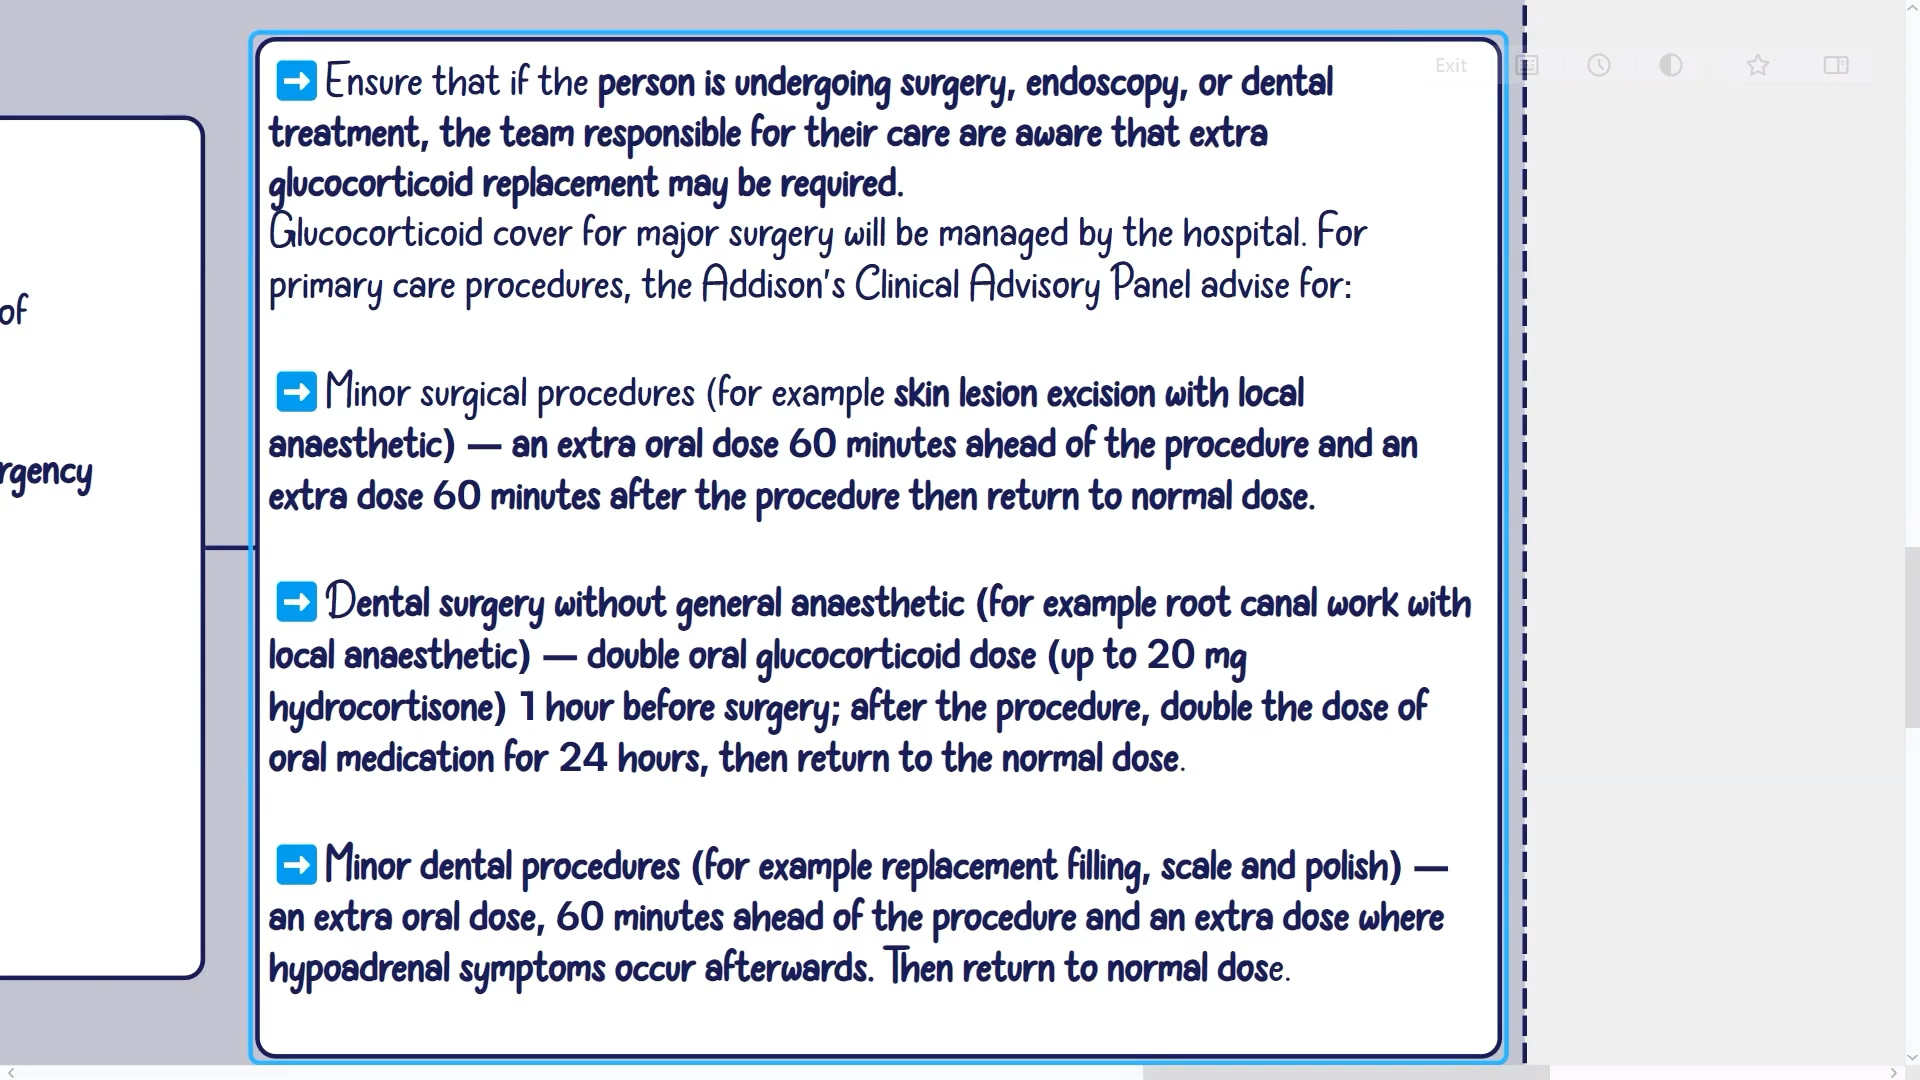 Exit
➡ Ensure that if the person is undergoing surgery, endoscopy, or dental
treatment, the team responsible for their care are aware that extra
glucocorticoid replacement may be required.
Glucocorticoid cover for major surgery will be managed by the hospital. For
primary care procedures, the Addison's Clinical Advisory Panel advise for:
of
➡ Minor surgical procedures (for example skin lesion excision with local
anaesthetic) — an extra oral dose 60 minutes ahead of the procedure and an
extra dose 60 minutes after the procedure then return to normal dose.
rgency
➡ Dental surgery without general anaesthetic (for example root canal work with
local anaesthetic) — double oral glucocorticoid dose (up to 20 mg
hydrocortisone) 1 hour before surgery; after the procedure, double the dose of
oral medication for 24 hours, then return to the normal dose.
➡ Minor dental procedures (for example replacement filling, scale and polish) —
an extra oral dose, 60 minutes ahead of the procedure and an extra dose where
hypoadrenal symptoms occur afterwards. Then return to normal dose.